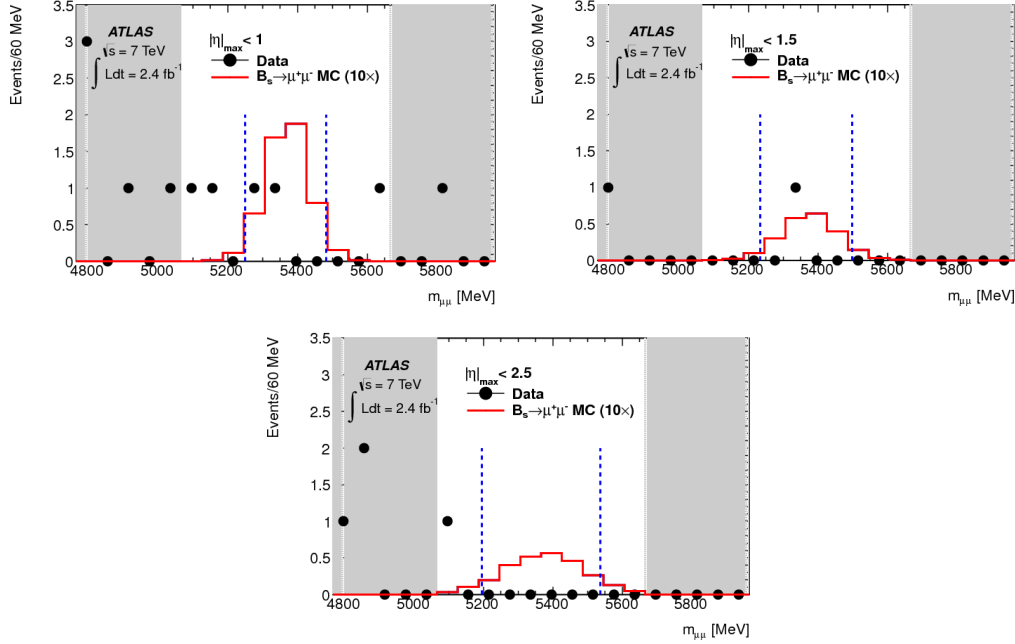 Events/60 MeV
3.5
3
2.5
2
1.5
1
0.5
0
ATLAS
√s = 7 TeV
∫ Ldt = 2.4 fb⁻¹
|η|max < 1
Data
Bs→μ⁺μ⁻ MC (10×)
4800 5000 5200 5400 5600 5800
mμμ [MeV]
Events/60 MeV
3.5
3
2.5
2
1.5
1
0.5
0
ATLAS
√s = 7 TeV
∫ Ldt = 2.4 fb⁻¹
|η|max < 1.5
Data
Bs→μ⁺μ⁻ MC (10×)
4800 5000 5200 5400 5600 5800
mμμ [MeV]
Events/60 MeV
3.5
3
2.5
2
1.5
1
0.5
0
ATLAS
√s = 7 TeV
∫ Ldt = 2.4 fb⁻¹
|η|max < 2.5
Data
Bs→μ⁺μ⁻ MC (10×)
4800 5000 5200 5400 5600 5800
mμμ [MeV]